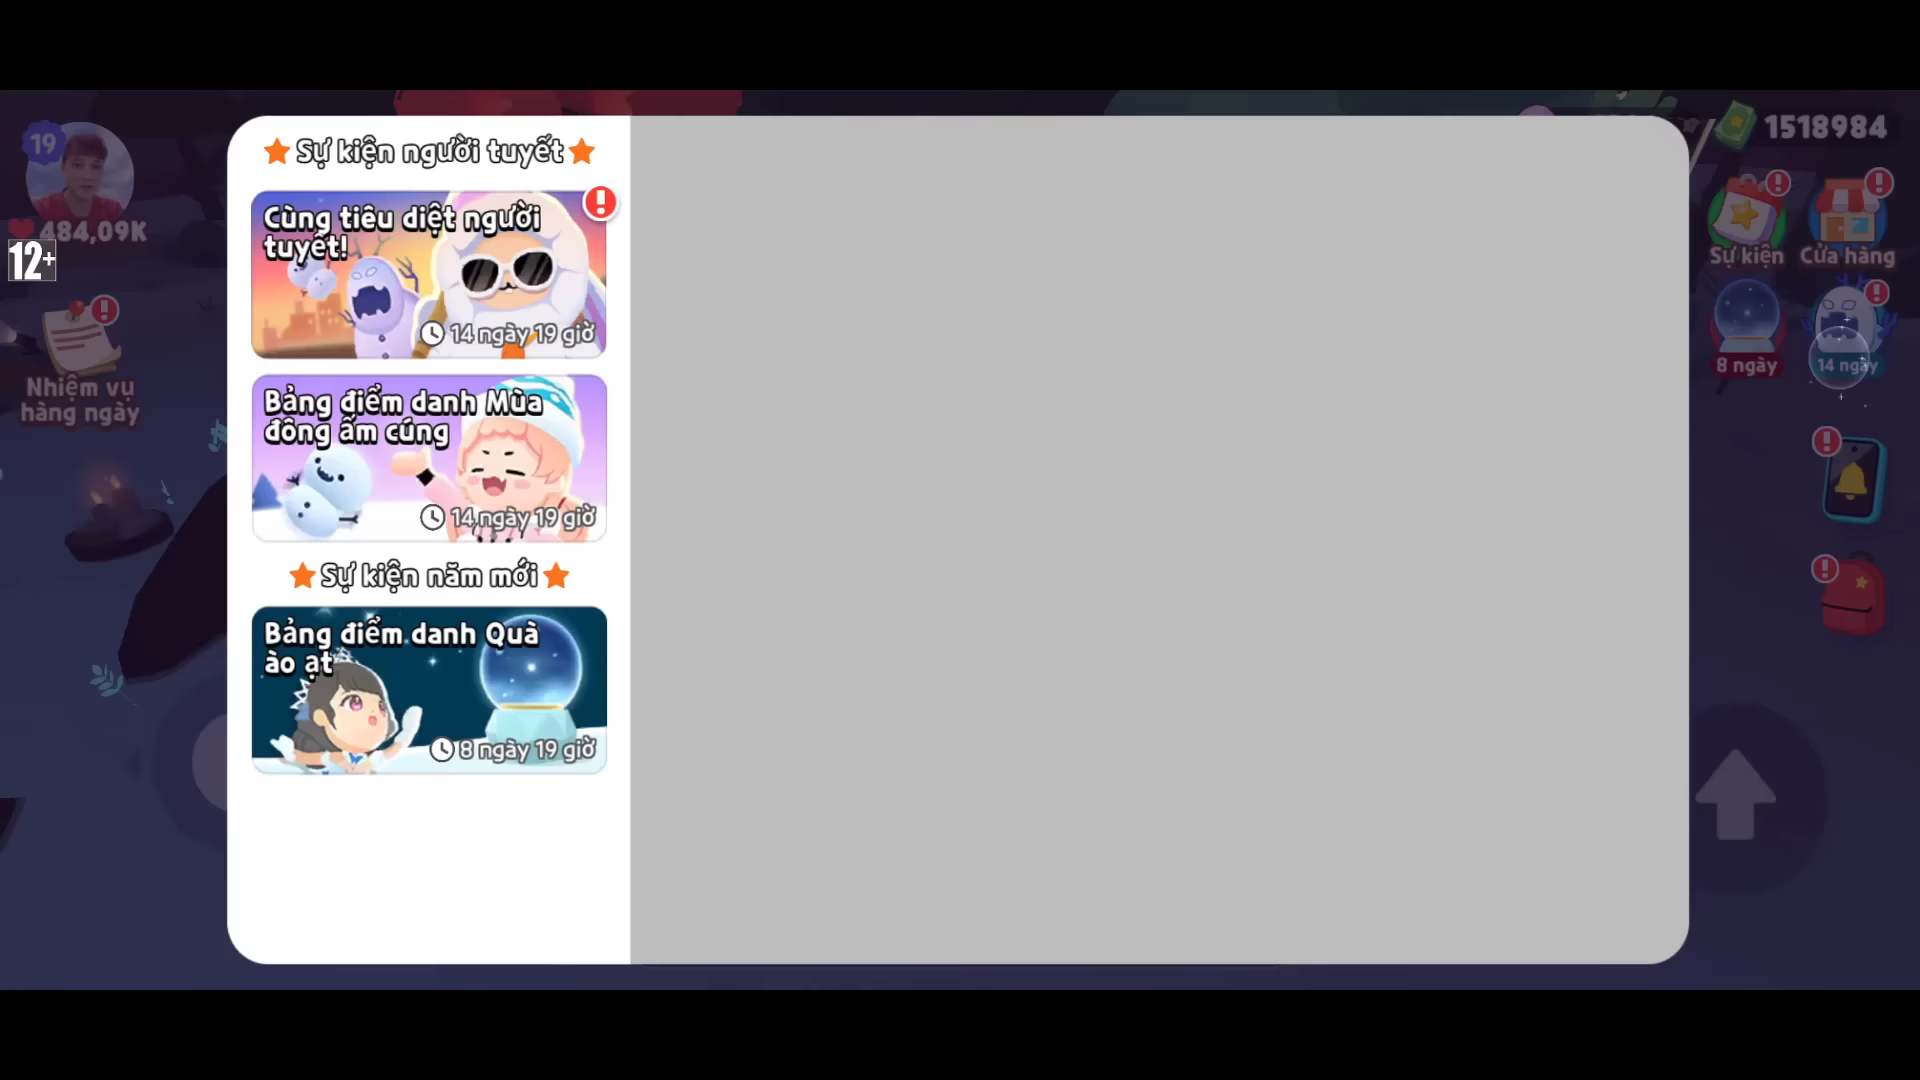 19
484,09K
12+
Nhiệm vụ
hàng ngày
Sự kiện người tuyết
Cùng tiêu diệt người
tuyết!
14 ngày 19 giờ
Bảng điểm danh Mùa
đông ấm cúng
14 ngày 19 giờ
Sự kiện năm mới
Bảng điểm danh Quà
ào ạt
8 ngày 19 giờ
1518984
Sự kiện
Cửa hàng
8 ngày
14 ngày